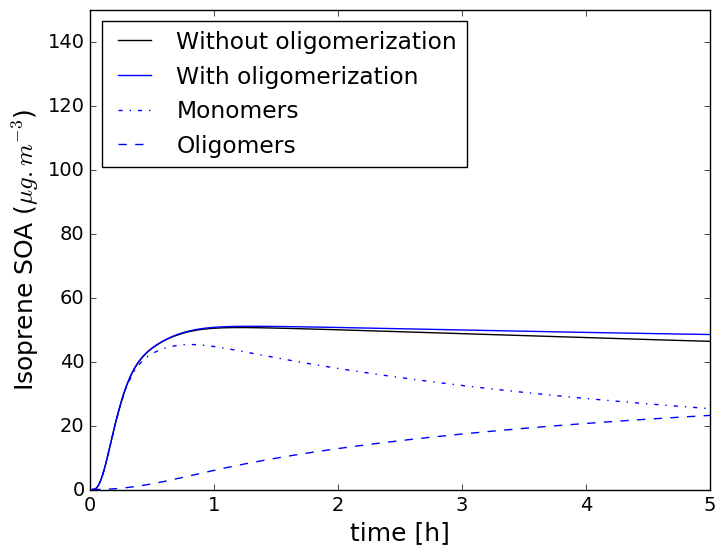 Without oligomerization
With oligomerization
Monomers
Oligomers
140
120
100
80
60
40
20
0
Isoprene SOA (μg.m⁻³)
0 1 2 3 4 5
time [h]